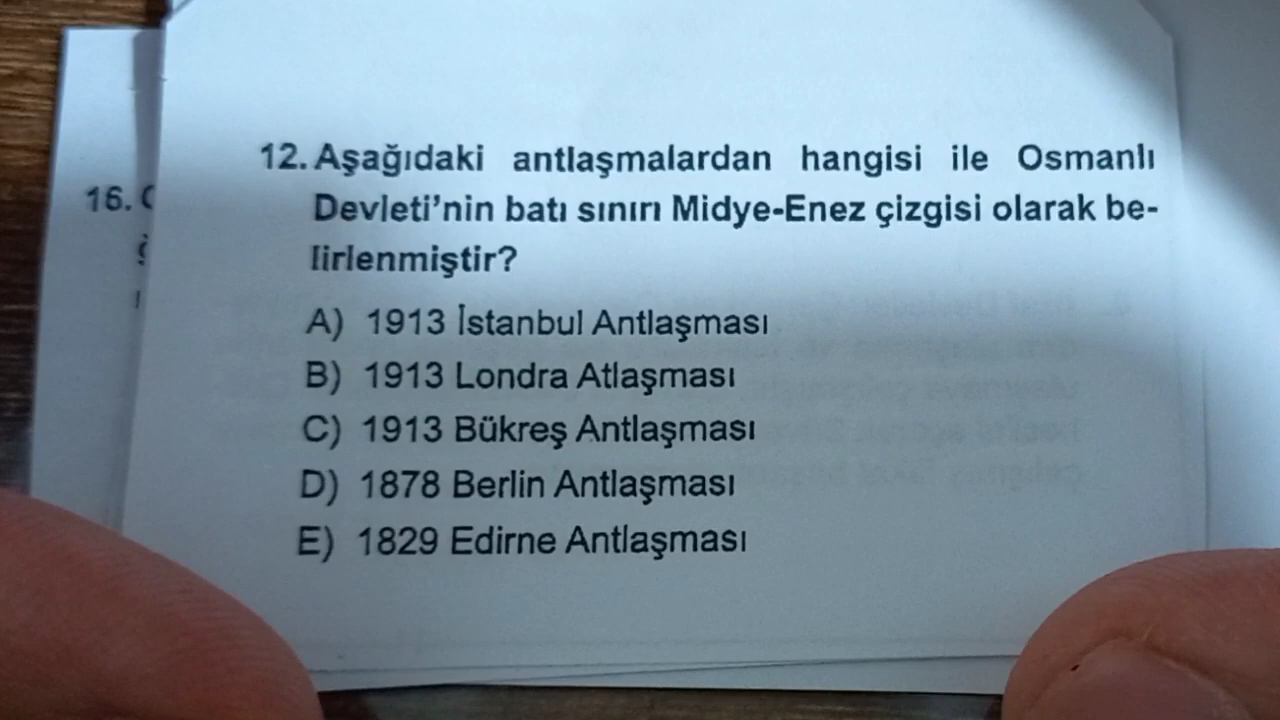 12. Aşağıdaki antlaşmalardan hangisi ile Osmanlı
Devleti'nin batı sınırı Midye-Enez çizgisi olarak be-
lirlenmiştir?
A) 1913 İstanbul Antlaşması
B) 1913 Londra Atlaşması
C) 1913 Bükreş Antlaşması
D) 1878 Berlin Antlaşması
E) 1829 Edirne Antlaşması
16.